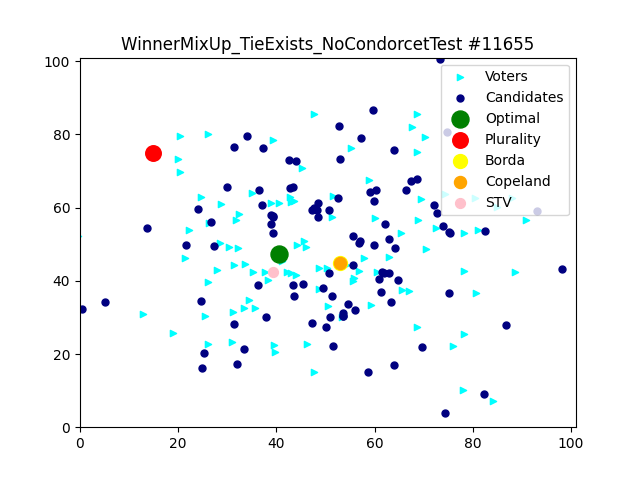 WinnerMixUp_TieExists_NoCondorcetTest #11655
100
80
60
40
20
0
0 20 40 60 80 100
Voters
Candidates
Optimal
Plurality
Borda
Copeland
STV